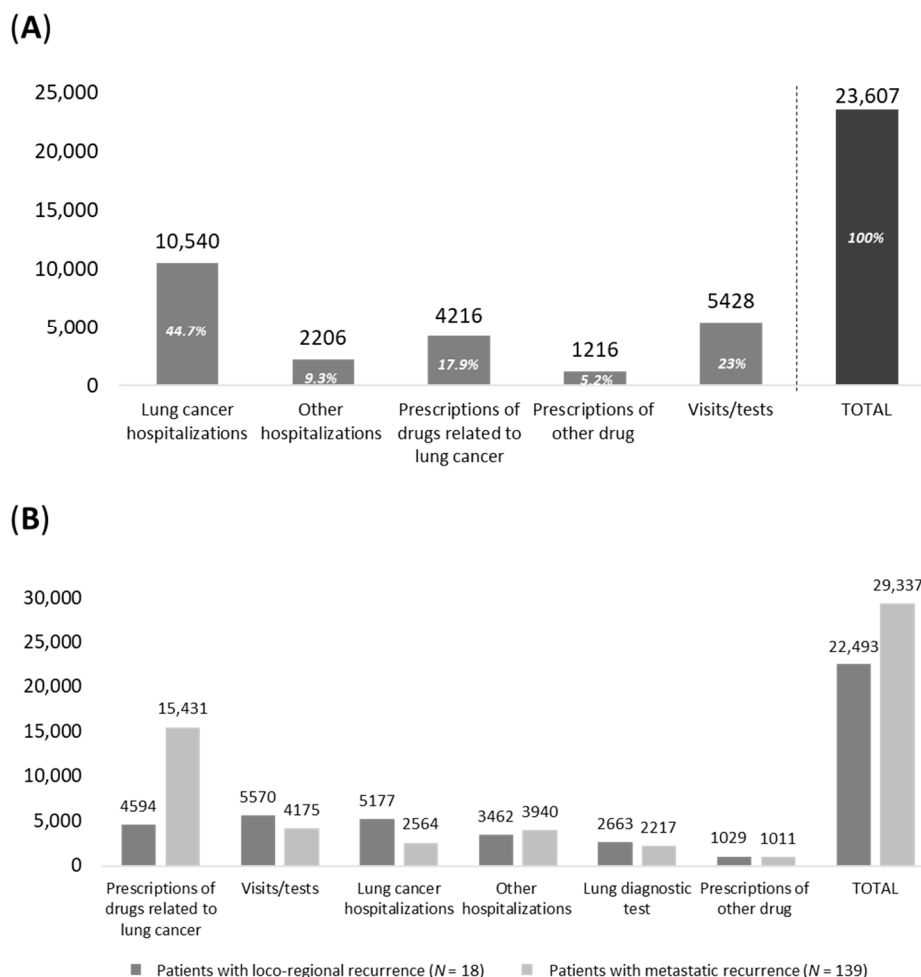 (A)
25,000
20,000
15,000
10,000
5,000
0
10,540
44.7%
2206
9.3%
4216
17.9%
1216
5.2%
5428
23%
23,607
100%
Lung cancer
hospitalizations
Other
hospitalizations
Prescriptions of
drugs related to
lung cancer
Prescriptions of
other drug
Visits/tests
TOTAL
(B)
30,000
25,000
20,000
15,000
10,000
5,000
0
4594
15,431
5570
4175
5177
2564
3462
3940
2663
2217
1029
1011
22,493
29,337
Prescriptions of
drugs related to
lung cancer
Visits/tests
Lung cancer
hospitalizations
Other
hospitalizations
Lung diagnostic
test
Prescriptions of
other drug
TOTAL
Patients with loco-regional recurrence (N = 18)
Patients with metastatic recurrence (N = 139)